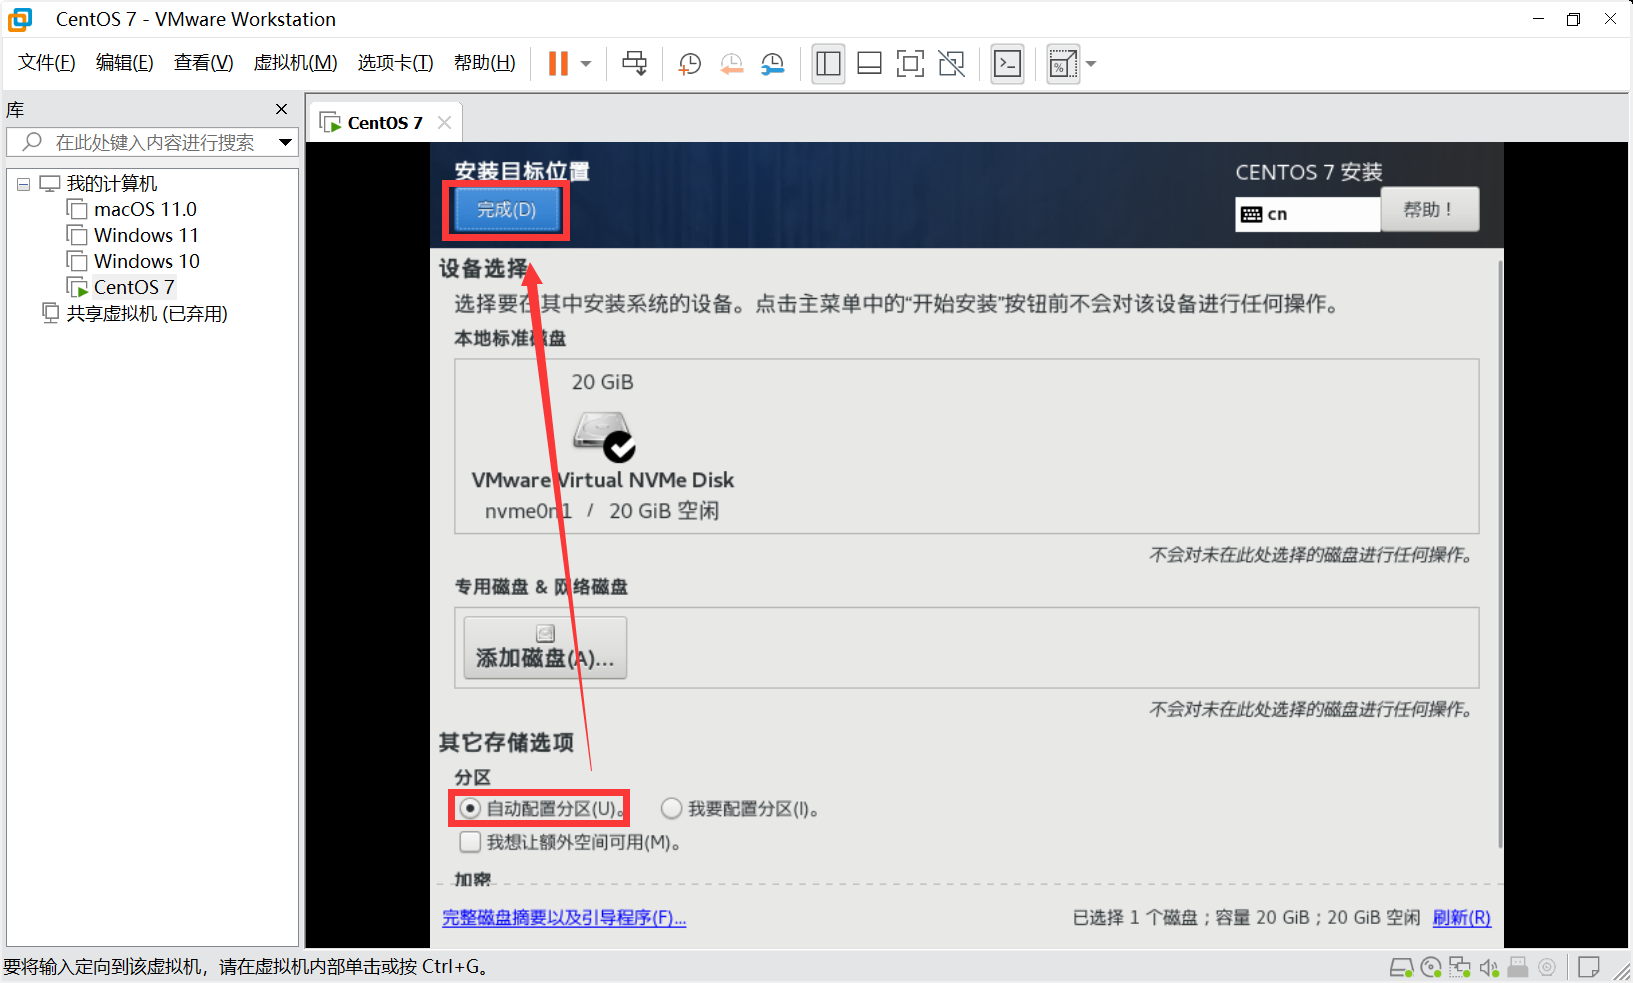 CentOS 7 - VMware Workstation
文件(F) 编辑(E) 查看(V) 虚拟机(M) 选项卡(T) 帮助(H)
库
在此处键入内容进行搜索
我的计算机
macOS 11.0
Windows 11
Windows 10
CentOS 7
共享虚拟机 (已弃用)
CentOS 7
安装目标位置
完成(D)
CENTOS 7 安装
cn
帮助！
设备选择
选择要在其中安装系统的设备。点击主菜单中的“开始安装”按钮前不会对该设备进行任何操作。
本地标准磁盘
20 GiB
VMware Virtual NVMe Disk
nvme0n1 / 20 GiB 空闲
不会对未在此处选择的磁盘进行任何操作。
专用磁盘 & 网络磁盘
添加磁盘(A)...
不会对未在此处选择的磁盘进行任何操作。
其它存储选项
分区
自动配置分区(U)。 我要配置分区(I)。
我想让额外空间可用(M)。
加密
完整磁盘摘要以及引导程序(F)...
已选择 1 个磁盘；容量 20 GiB；20 GiB 空闲 刷新(R)
要将输入定向到该虚拟机，请在虚拟机内部单击或按 Ctrl+G。